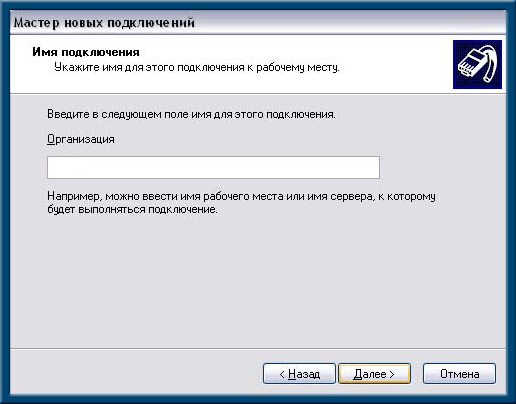 Мастер новых подключений
Имя подключения
Укажите имя для этого подключения к рабочему месту.
Введите в следующем поле имя для этого подключения.
Организация
Например, можно ввести имя рабочего места или имя сервера, к которому
будет выполняться подключение.
< Назад Далее > Отмена